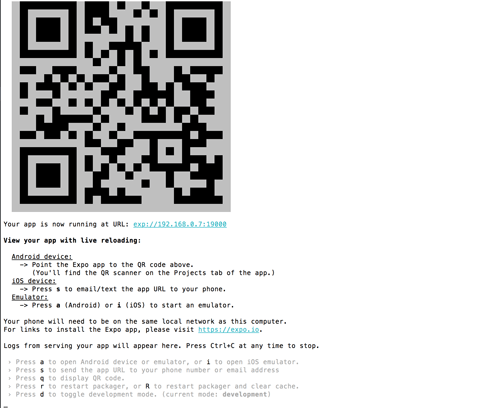 Your app is now running at URL: exp://192.168.0.7:19000
View your app with live reloading:
Android device:
-> Point the Expo app to the QR code above.
(You'll find the QR scanner on the Projects tab of the app.)
iOS device:
-> Press s to email/text the app URL to your phone.
Emulator:
-> Press a (Android) or i (iOS) to start an emulator.
Your phone will need to be on the same local network as this computer.
For links to install the Expo app, please visit https://expo.io.
Logs from serving your app will appear here. Press Ctrl+C at any time to stop.
› Press a to open Android device or emulator, or i to open iOS emulator.
› Press s to send the app URL to your phone number or email address
› Press q to display QR code.
› Press r to restart packager, or R to restart packager and clear cache.
› Press d to toggle development mode. (current mode: development)